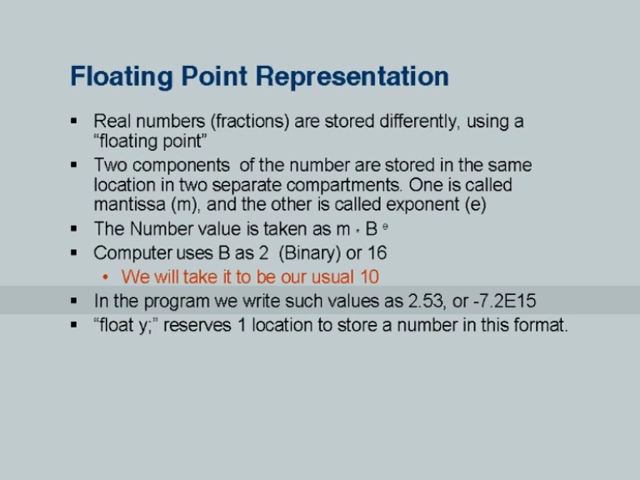 Floating Point Representation
▪ Real numbers (fractions) are stored differently, using a
“floating point”
▪ Two components of the number are stored in the same
location in two separate compartments. One is called
mantissa (m), and the other is called exponent (e)
▪ The Number value is taken as m * B e
▪ Computer uses B as 2 (Binary) or 16
• We will take it to be our usual 10
▪ In the program we write such values as 2.53, or -7.2E15
▪ “float y;” reserves 1 location to store a number in this format.